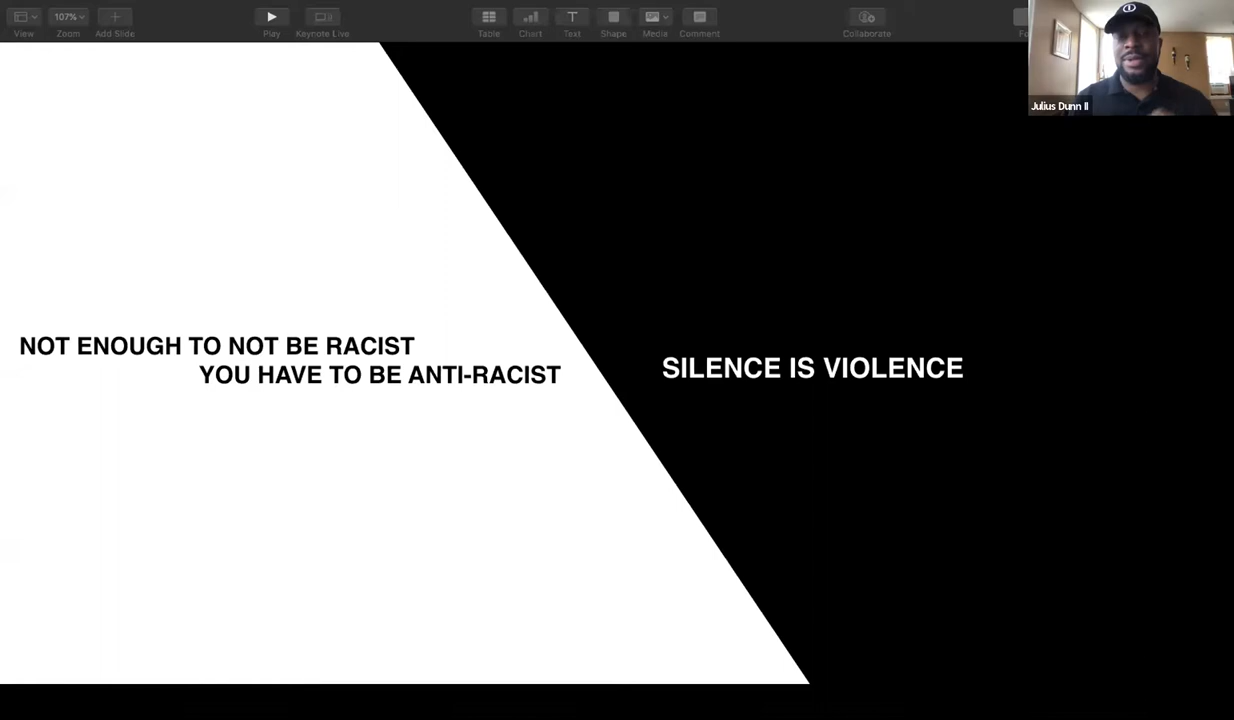 107%
View
Zoom
Add Slide
Play
Keynote Live
Table
Chart
Text
Shape
Media
Comment
Collaborate
Julius Dunn II
NOT ENOUGH TO NOT BE RACIST
YOU HAVE TO BE ANTI-RACIST
SILENCE IS VIOLENCE